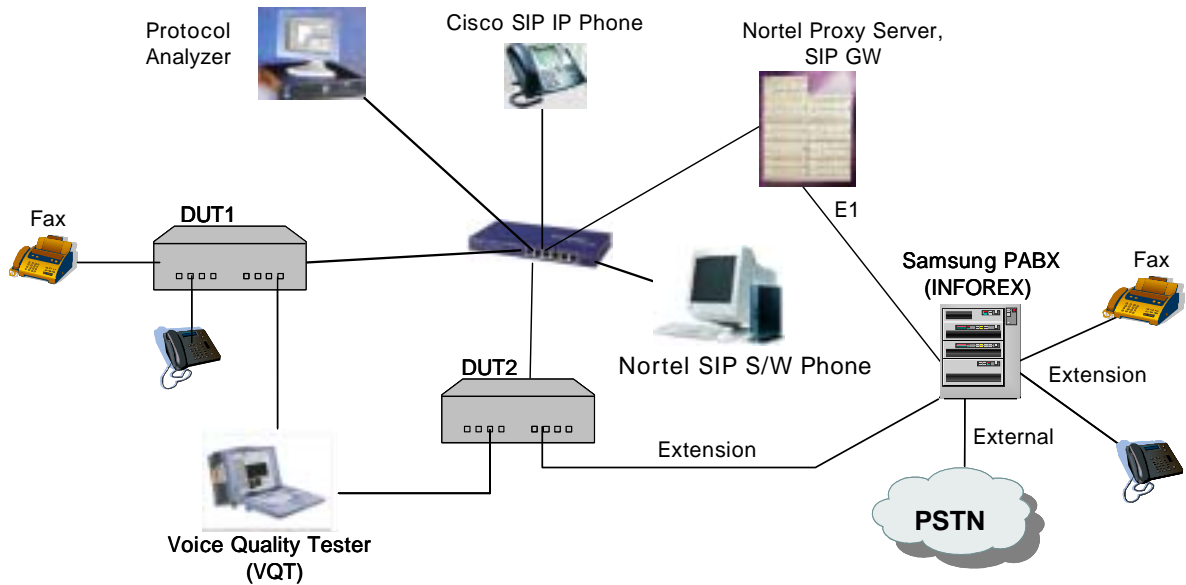 Protocol
Analyzer
Cisco SIP IP Phone
Nortel Proxy Server,
SIP GW
Fax
DUT1
E1
Samsung PABX
(INFOREX)
Fax
DUT2
Nortel SIP S/W Phone
Extension
Extension
External
PSTN
Voice Quality Tester
(VQT)